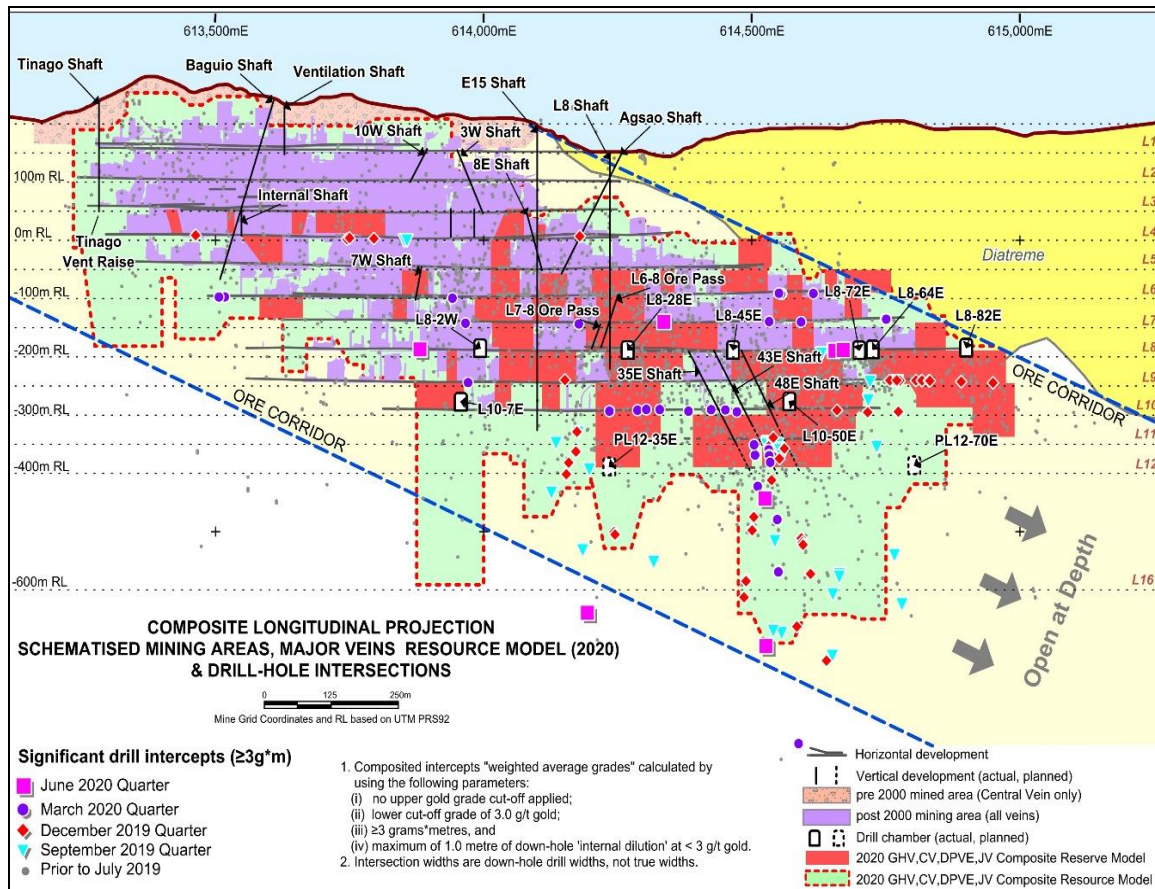 613,500mE 614,000mE 614,500mE 615,000mE
Tinago Shaft
Baguio Shaft
Ventilation Shaft
E15 Shaft
L8 Shaft
Agsao Shaft
10W Shaft
3W Shaft
8E Shaft
L1
100m RL
L2
Internal Shaft
L3
0m RL
L4
Tinago
Vent Raise
7W Shaft
Diatreme
L5
L6-8 Ore Pass
-100m RL
L6
L7-8 Ore Pass
L8-28E
L8-72E
L8-64E
L8-2W
L8-45E
L8-82E
L7
43E Shaft
-200m RL
L8
35E Shaft
48E Shaft
L9
ORE CORRIDOR
ORE CORRIDOR
-300m RL
L10
L10-7E
L10-50E
L11
PL12-35E
PL12-70E
-400m RL
L12
Open at Depth
-600m RL
L16
COMPOSITE LONGITUDINAL PROJECTION
SCHEMATISED MINING AREAS, MAJOR VEINS RESOURCE MODEL (2020)
& DRILL-HOLE INTERSECTIONS
0 125 250m
Mine Grid Coordinates and RL based on UTM PRS92
Significant drill intercepts (≥3g*m)
June 2020 Quarter
March 2020 Quarter
December 2019 Quarter
September 2019 Quarter
Prior to July 2019
1. Composited intercepts "weighted average grades" calculated by
using the following parameters:
(i) no upper gold grade cut-off applied;
(ii) lower cut-off grade of 3.0 g/t gold;
(iii) ≥3 grams*metres, and
(iv) maximum of 1.0 metre of down-hole 'internal dilution' at < 3 g/t gold.
2. Intersection widths are down-hole drill widths, not true widths.
Horizontal development
Vertical development (actual, planned)
pre 2000 mined area (Central Vein only)
post 2000 mining area (all veins)
Drill chamber (actual, planned)
2020 GHV,CV,DPVE,JV Composite Reserve Model
2020 GHV,CV,DPVE,JV Composite Resource Model